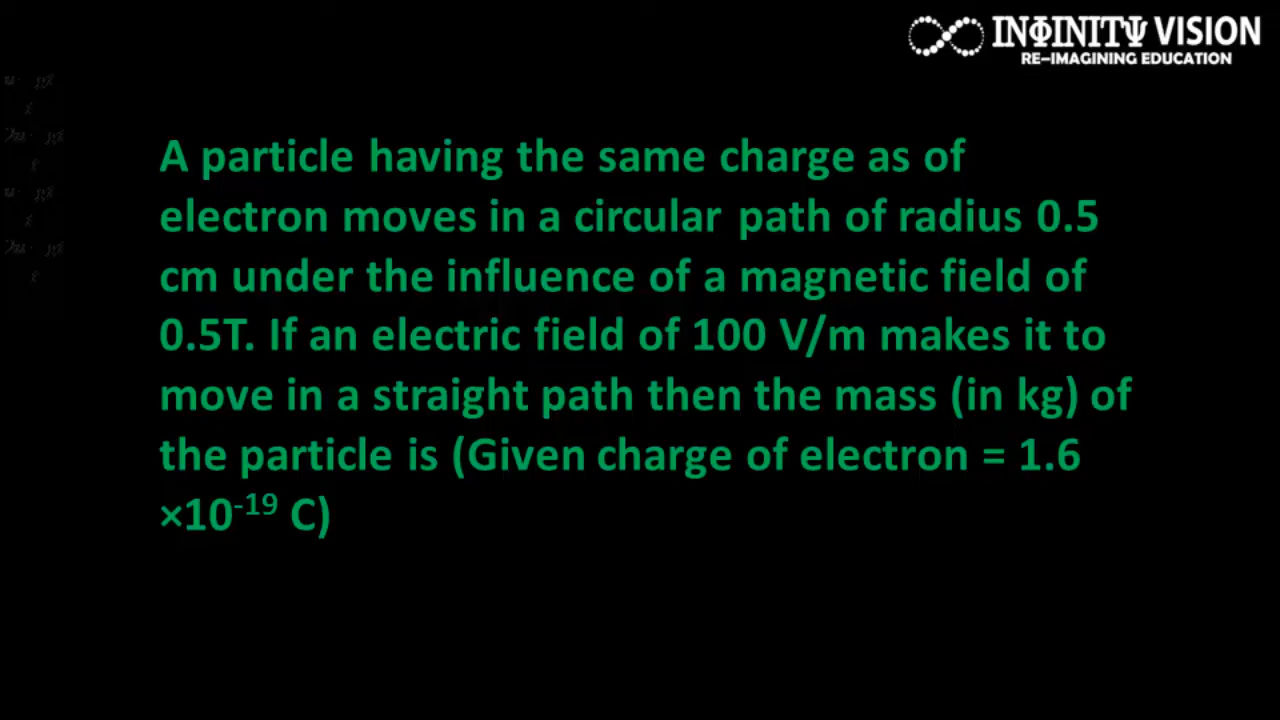 INΦINITΨ VISION
RE-IMAGINING EDUCATION
A particle having the same charge as of
electron moves in a circular path of radius 0.5
cm under the influence of a magnetic field of
0.5T. If an electric field of 100 V/m makes it to
move in a straight path then the mass (in kg) of
the particle is (Given charge of electron = 1.6
×10⁻¹⁹ C)